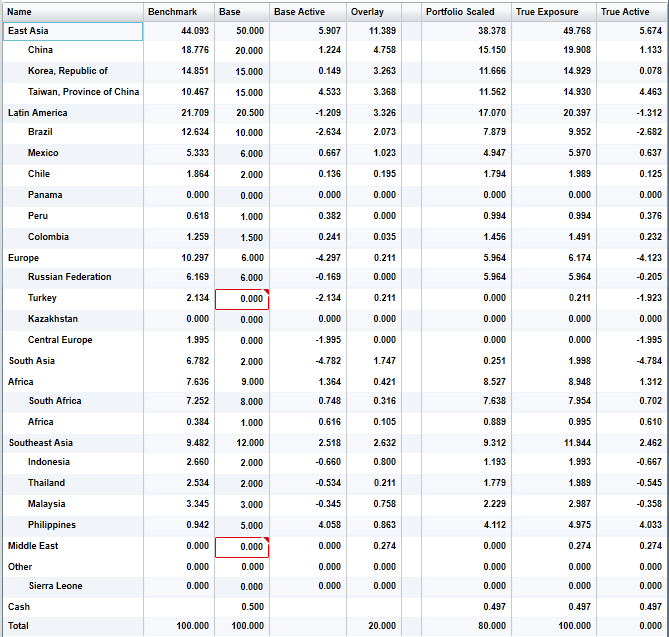 Name Benchmark Base Base Active Overlay Portfolio Scaled True Exposure True Active
East Asia 44.093 50.000 5.907 11.389 38.378 49.768 5.674
China 18.776 20.000 1.224 4.758 15.150 19.908 1.133
Korea, Republic of 14.851 15.000 0.149 3.263 11.666 14.929 0.078
Taiwan, Province of China 10.467 15.000 4.533 3.368 11.562 14.930 4.463
Latin America 21.709 20.500 -1.209 3.326 17.070 20.397 -1.312
Brazil 12.634 10.000 -2.634 2.073 7.879 9.952 -2.682
Mexico 5.333 6.000 0.667 1.023 4.947 5.970 0.637
Chile 1.864 2.000 0.136 0.195 1.794 1.989 0.125
Panama 0.000 0.000 0.000 0.000 0.000 0.000 0.000
Peru 0.618 1.000 0.382 0.000 0.994 0.994 0.376
Colombia 1.259 1.500 0.241 0.035 1.456 1.491 0.232
Europe 10.297 6.000 -4.297 0.211 5.964 6.174 -4.123
Russian Federation 6.169 6.000 -0.169 0.000 5.964 5.964 -0.205
Turkey 2.134 0.000 -2.134 0.211 0.000 0.211 -1.923
Kazakhstan 0.000 0.000 0.000 0.000 0.000 0.000 0.000
Central Europe 1.995 0.000 -1.995 0.000 0.000 0.000 -1.995
South Asia 6.782 2.000 -4.782 1.747 0.251 1.998 -4.784
Africa 7.636 9.000 1.364 0.421 8.527 8.948 1.312
South Africa 7.252 8.000 0.748 0.316 7.638 7.954 0.702
Africa 0.384 1.000 0.616 0.105 0.889 0.995 0.610
Southeast Asia 9.482 12.000 2.518 2.632 9.312 11.944 2.462
Indonesia 2.660 2.000 -0.660 0.800 1.193 1.993 -0.667
Thailand 2.534 2.000 -0.534 0.211 1.779 1.989 -0.545
Malaysia 3.345 3.000 -0.345 0.758 2.229 2.987 -0.358
Philippines 0.942 5.000 4.058 0.863 4.112 4.975 4.033
Middle East 0.000 0.000 0.000 0.274 0.000 0.274 0.274
Other 0.000 0.000 0.000 0.000 0.000 0.000 0.000
Sierra Leone 0.000 0.000 0.000 0.000 0.000 0.000 0.000
Cash 0.500 0.497 0.497 0.497
Total 100.000 100.000 20.000 80.000 100.000 0.000